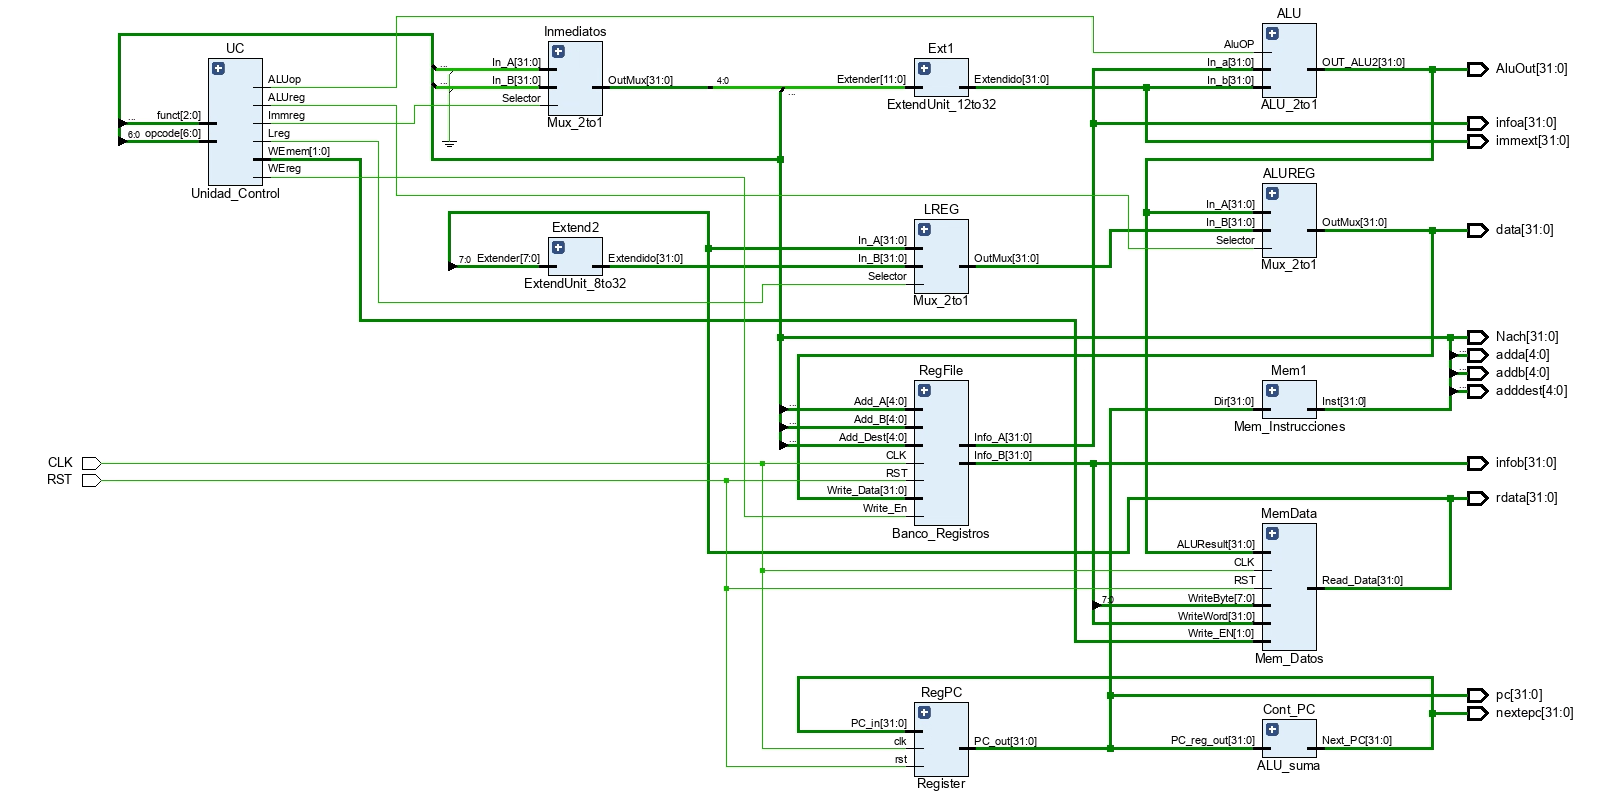 UC
ALUop
ALUreg
Immreg
Lreg
WEmem[1:0]
WEreg
... funct[2:0]
6:0 opcode[6:0]
Unidad_Control
Inmediatos
... In_A[31:0]
... In_B[31:0]
Selector
OutMux[31:0]
Mux_2to1
4:0
...
Ext1
Extender[11:0]
Extendido[31:0]
ExtendUnit_12to32
ALU
AluOP
In_a[31:0]
In_b[31:0]
OUT_ALU2[31:0]
ALU_2to1
AluOut[31:0]
infoa[31:0]
immext[31:0]
Extend2
7:0 Extender[7:0]
Extendido[31:0]
ExtendUnit_8to32
LREG
In_A[31:0]
In_B[31:0]
Selector
OutMux[31:0]
Mux_2to1
ALUREG
In_A[31:0]
In_B[31:0]
Selector
OutMux[31:0]
Mux_2to1
data[31:0]
Nach[31:0]
... adda[4:0]
... addb[4:0]
... adddest[4:0]
RegFile
... Add_A[4:0]
... Add_B[4:0]
... Add_Dest[4:0]
CLK
RST
Write_Data[31:0]
Write_En
Info_A[31:0]
Info_B[31:0]
Banco_Registros
Mem1
Dir[31:0]
Inst[31:0]
Mem_Instrucciones
CLK
RST
infob[31:0]
rdata[31:0]
MemData
ALUResult[31:0]
CLK
RST
7:0 WriteByte[7:0]
WriteWord[31:0]
Write_EN[1:0]
Read_Data[31:0]
Mem_Datos
RegPC
PC_in[31:0]
clk
rst
PC_out[31:0]
Register
Cont_PC
PC_reg_out[31:0]
Next_PC[31:0]
ALU_suma
pc[31:0]
nextepc[31:0]